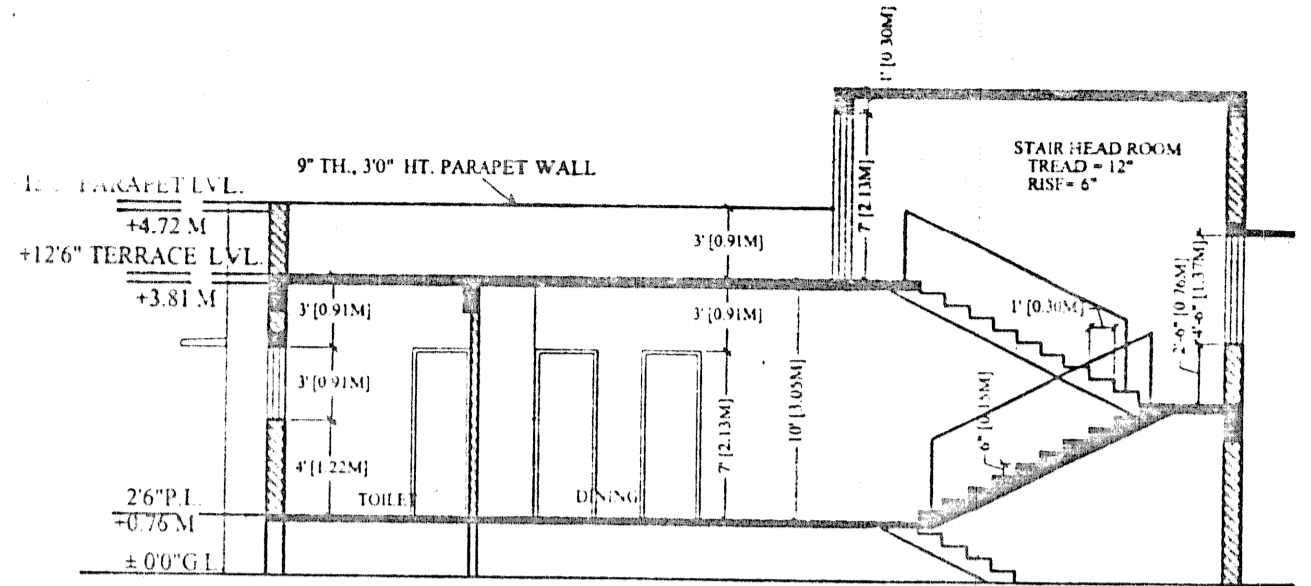 1' [0.30M]
STAIR HEAD ROOM
TREAD = 12"
RISE= 6"
9" TH., 3'0" HT. PARAPET WALL
PARAPET LVL.
+4.72 M
7' [2.13M]
3' [0.91M]
+12'6" TERRACE LVL.
+3.81 M
3' [0.91M]
3' [0.91M]
1' [0.30M]
2'-6" [0.76M]
4'-6" [1.37M]
3' [0.91M]
7' [2.13M]
10' [3.05M]
6" [0.15M]
4' [1.22M]
2'6"P.L.
+0.76 M
TOILET
DINING
± 0'0"G.L.